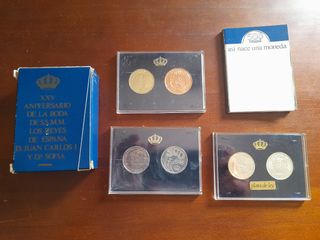 XXV
ANIVERSARIO
DE LA BODA
DE SS.MM.
LOS REYES
DE ESPAÑA
D. JUAN CARLOS I
Y Dª SOFIA
así nace una moneda
plata de ley